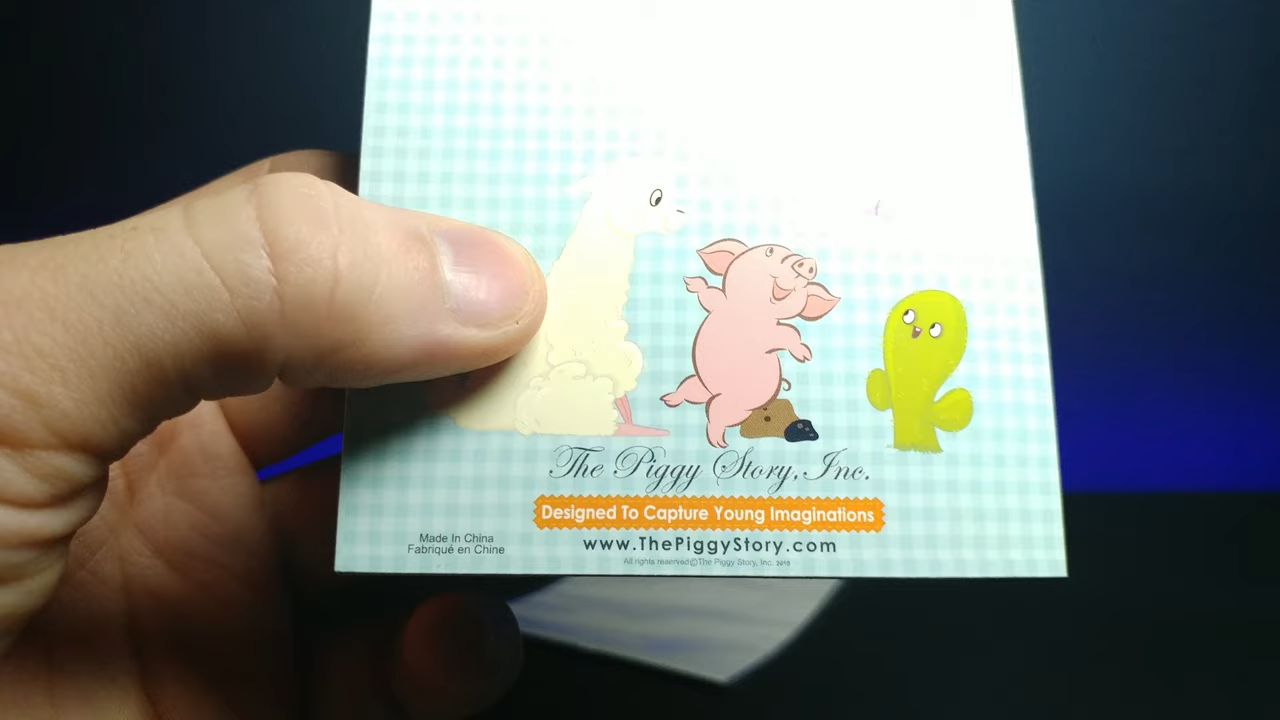 The Piggy Story, Inc.
Designed To Capture Young Imaginations
www.ThePiggyStory.com
Made In China
Fabriqué en Chine
All rights reserved©The Piggy Story, Inc. 2018